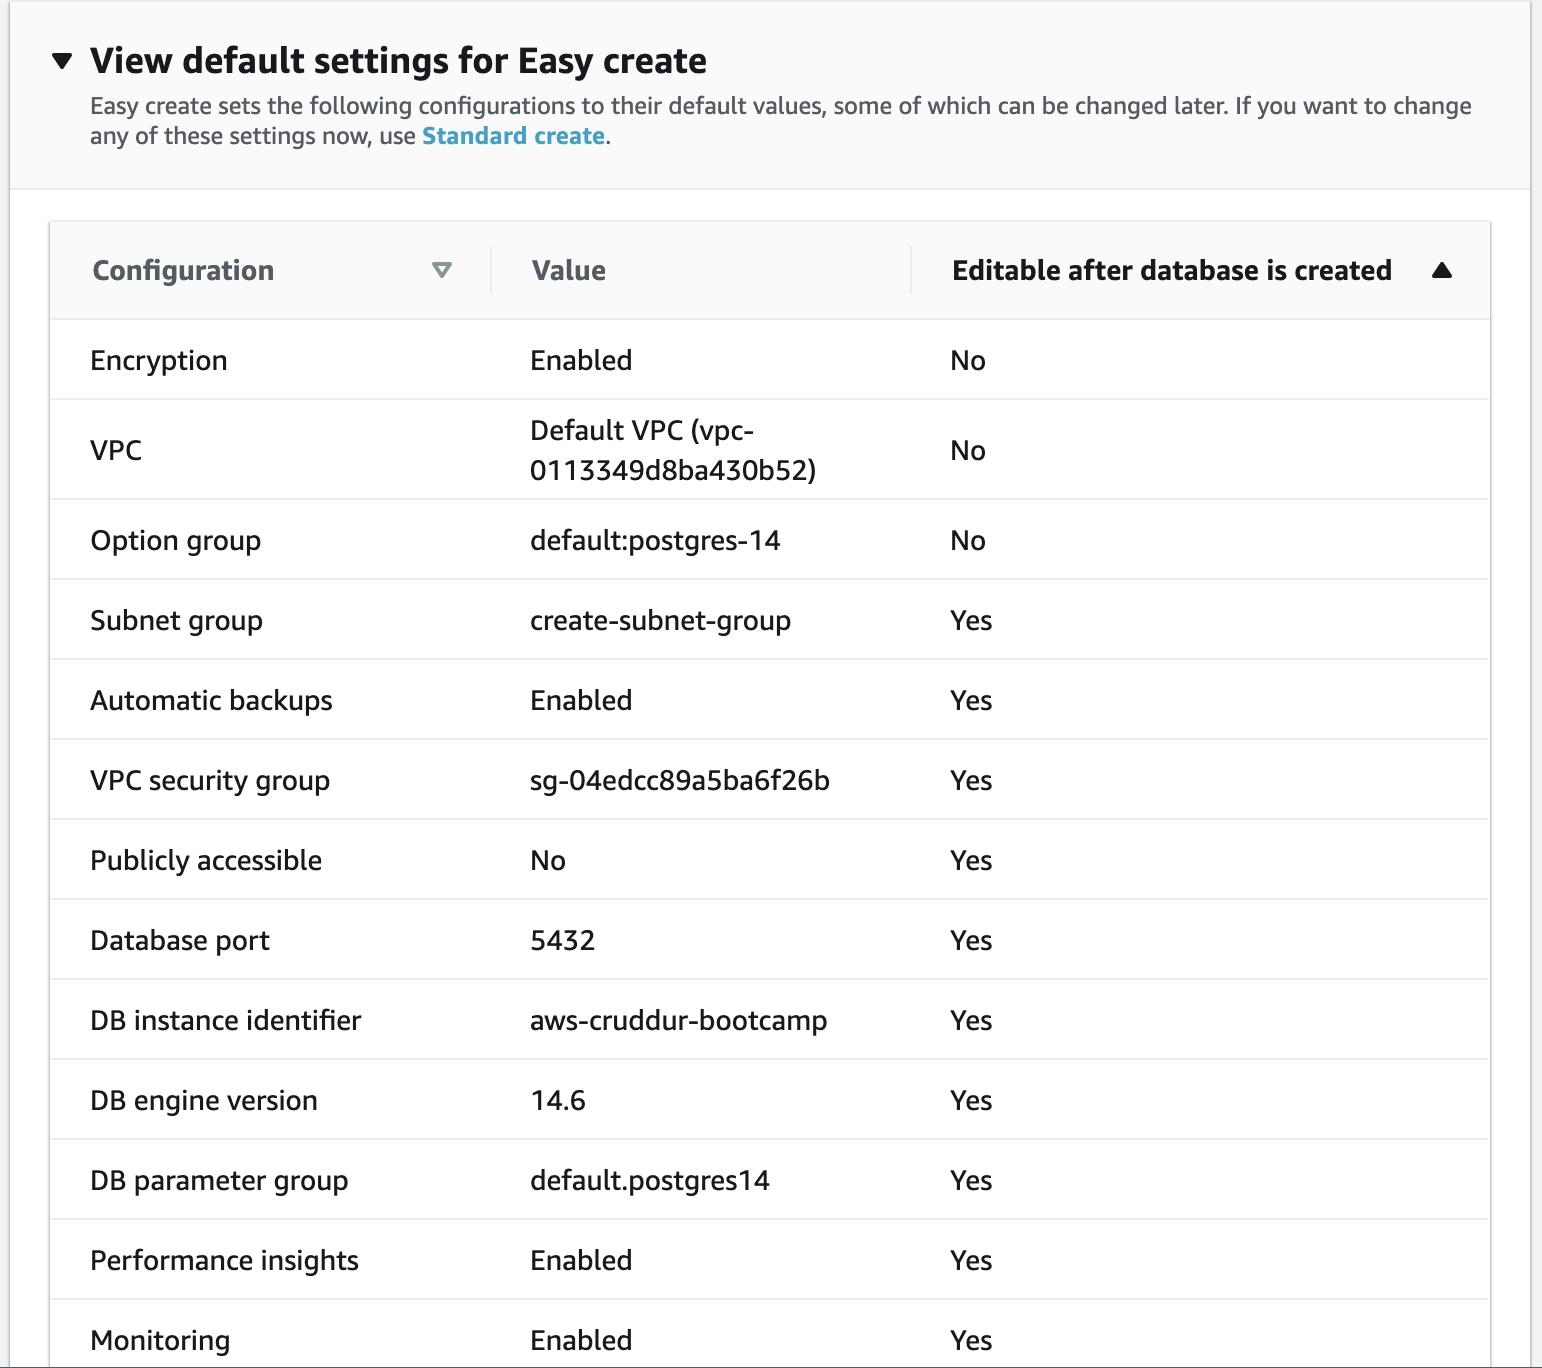 View default settings for Easy create
Easy create sets the following configurations to their default values, some of which can be changed later. If you want to change
any of these settings now, use Standard create.
Configuration Value Editable after database is created
Encryption Enabled No
VPC Default VPC (vpc-
0113349d8ba430b52) No
Option group default:postgres-14 No
Subnet group create-subnet-group Yes
Automatic backups Enabled Yes
VPC security group sg-04edcc89a5ba6f26b Yes
Publicly accessible No Yes
Database port 5432 Yes
DB instance identifier aws-cruddur-bootcamp Yes
DB engine version 14.6 Yes
DB parameter group default.postgres14 Yes
Performance insights Enabled Yes
Monitoring Enabled Yes